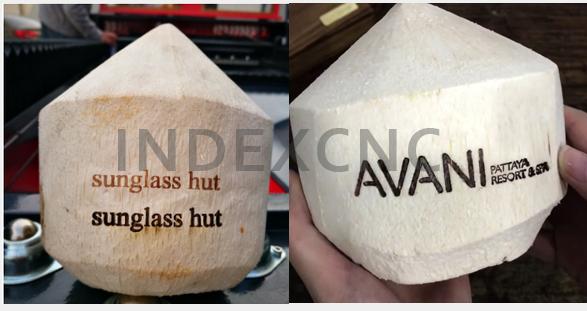 INDEXCNC
sunglass hut
sunglass hut
AVANI
PATTAYA
RESORT & SPA